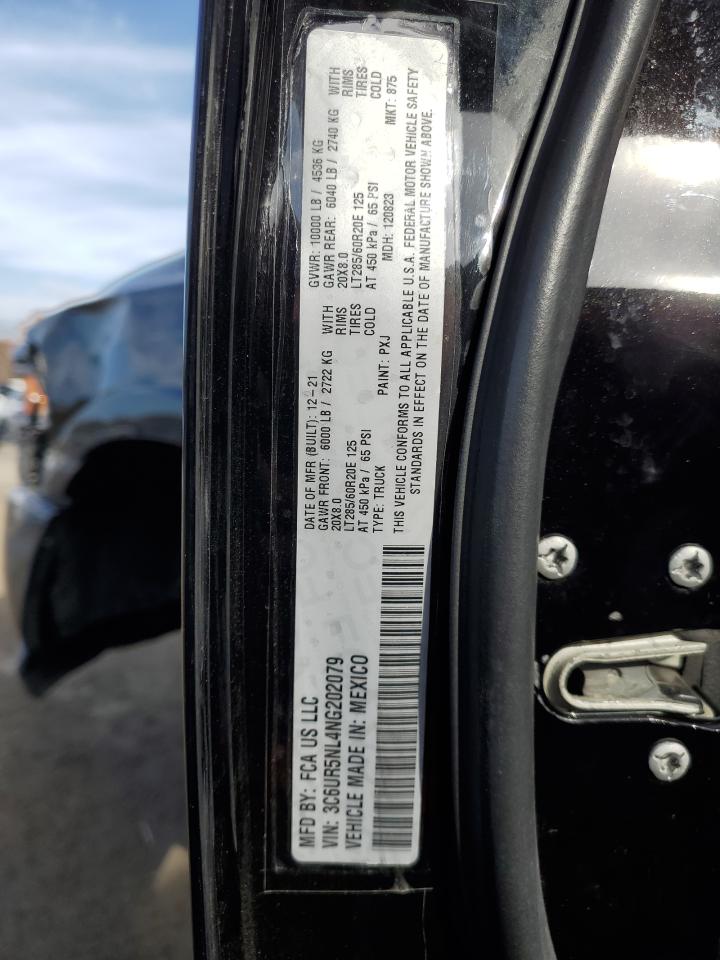 MFD BY: FCA US LLC
VIN: 3C6UR5NL4NG202079
VEHICLE MADE IN: MEXICO
DATE OF MFR (BUILT): 12-21
GAWR FRONT: 6000 LB / 2722 KG WITH
20X8.0 RIMS
LT285/60R20E 125 TIRES
AT 450 kPa / 65 PSI COLD
TYPE: TRUCK PAINT: PXJ
GVWR: 10000 LB / 4536 KG
GAWR REAR: 6040 LB / 2740 KG WITH
20X8.0 RIMS
LT285/60R20E 125 TIRES
AT 450 kPa / 65 PSI COLD
MDH: 120823 MKT: 875
THIS VEHICLE CONFORMS TO ALL APPLICABLE U.S.A. FEDERAL MOTOR VEHICLE SAFETY
STANDARDS IN EFFECT ON THE DATE OF MANUFACTURE SHOWN ABOVE.